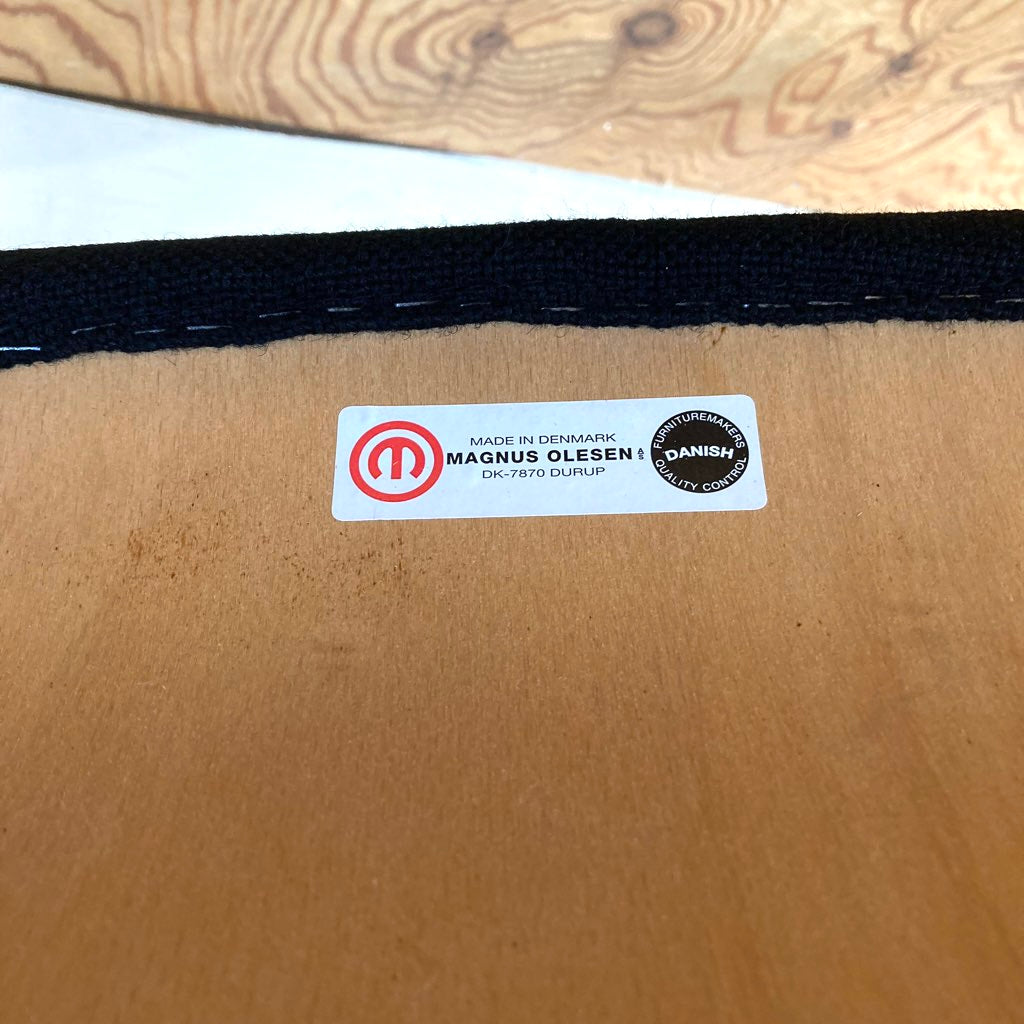 MADE IN DENMARK
MAGNUS OLESEN A/S
DK-7870 DURUP
FURNITUREMAKERS
DANISH
QUALITY CONTROL